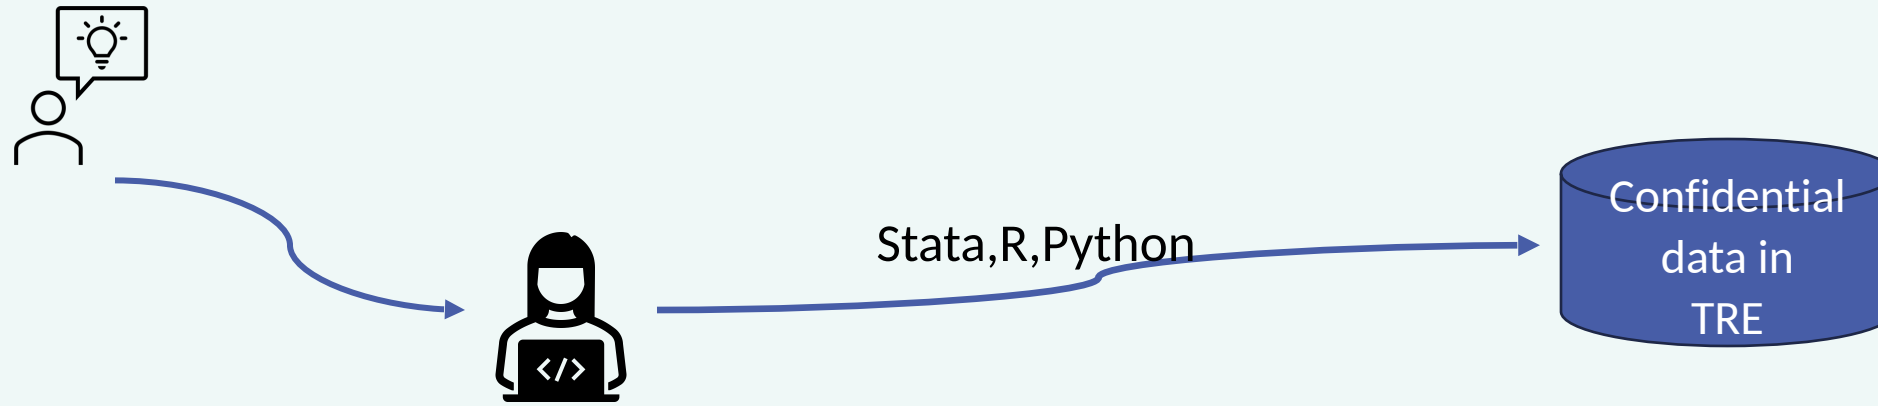 Stata,R,Python
Confidential
data in
TRE
</>